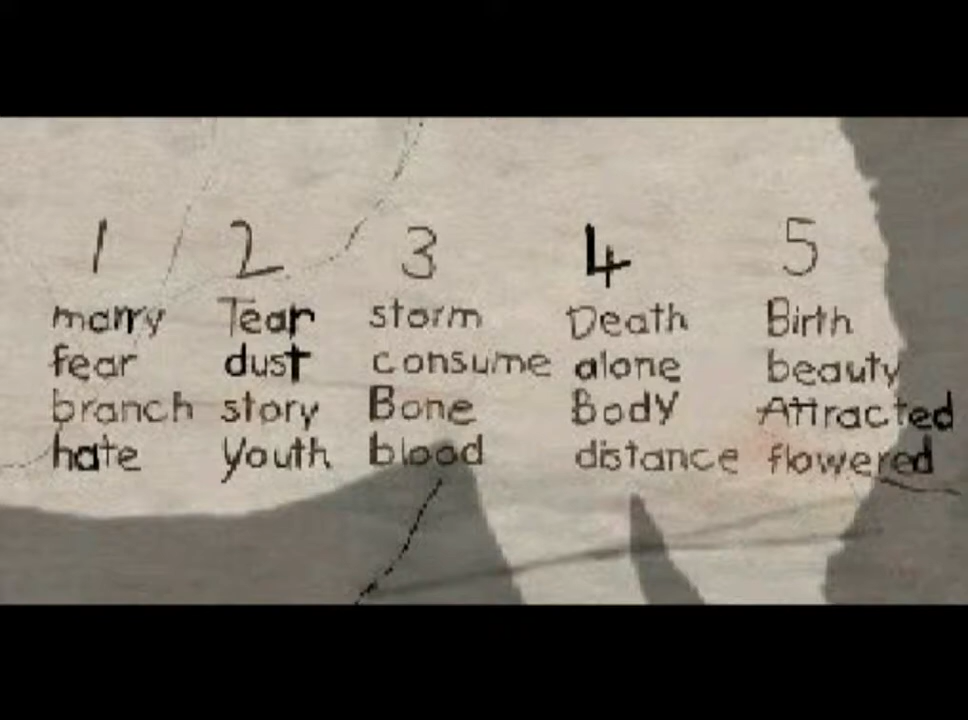 1 2 3 4 5
marry Tear storm Death Birth
fear dust consume alone beauty
branch story Bone Body Attracted
hate Youth blood distance flowered